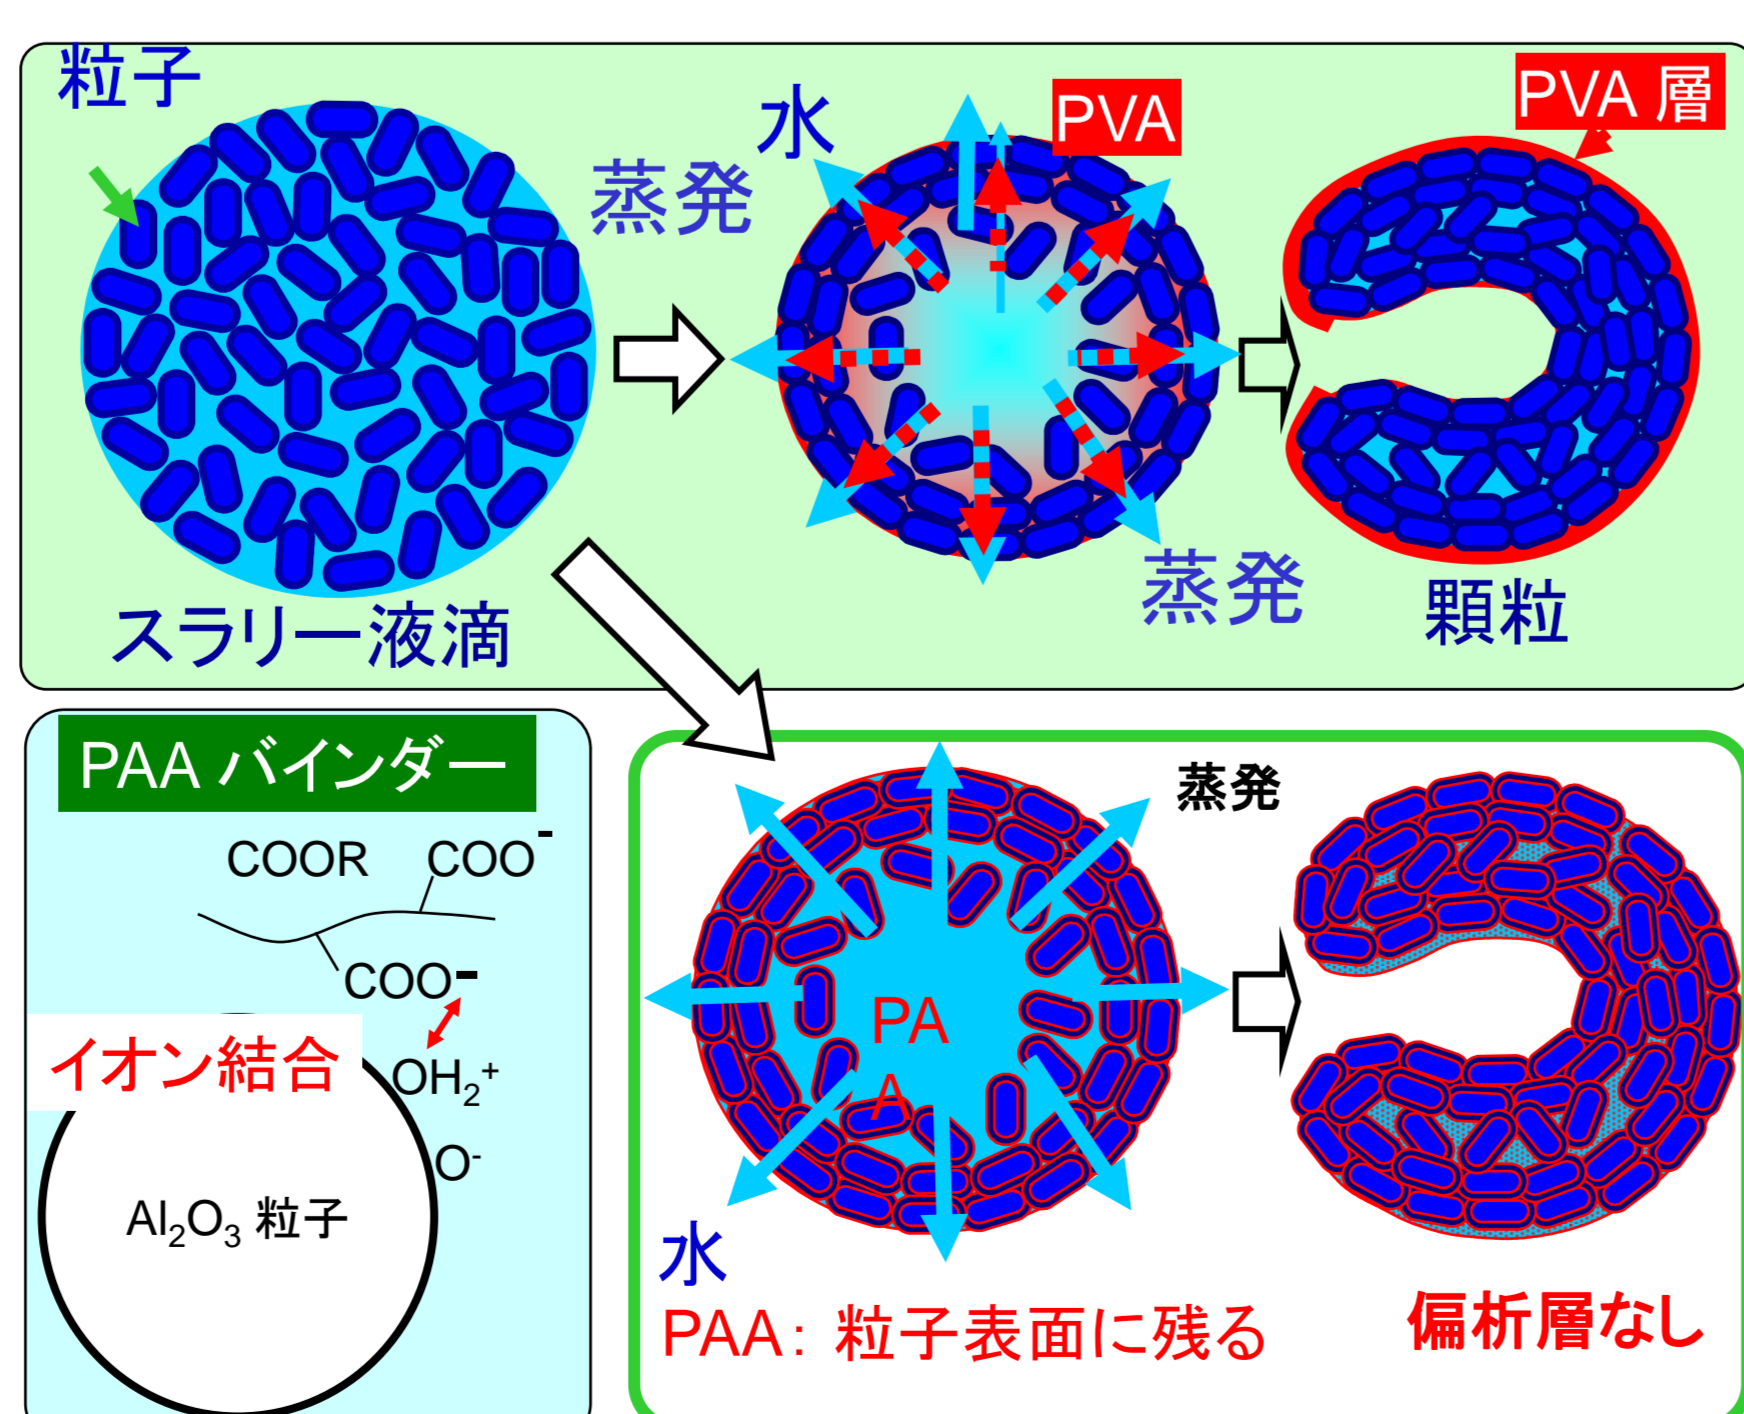 粒子
水
PVA
PVA 層
蒸発
蒸発
スラリー液滴
顆粒
PAA バインダー
COOR
COO⁻
COO⁻
イオン結合
OH₂⁺
O⁻
Al₂O₃ 粒子
蒸発
PA
A
水
PAA：粒子表面に残る
偏析層なし